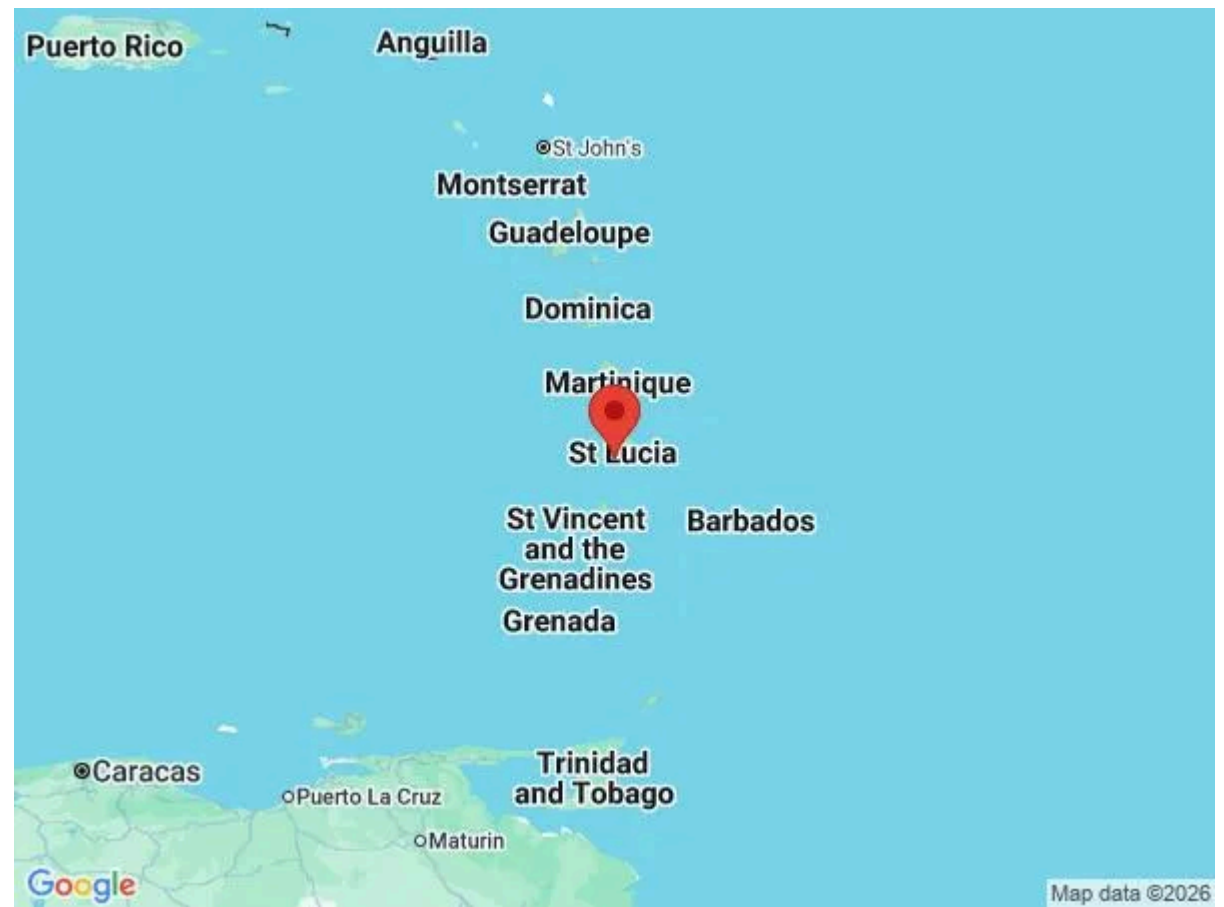 Puerto Rico
Anguilla
St John's
Montserrat
Guadeloupe
Dominica
Martinique
St Lucia
St Vincent
and the
Grenadines
Barbados
Grenada
Trinidad
and Tobago
Caracas
Puerto La Cruz
Maturin
Google
Map data ©2026